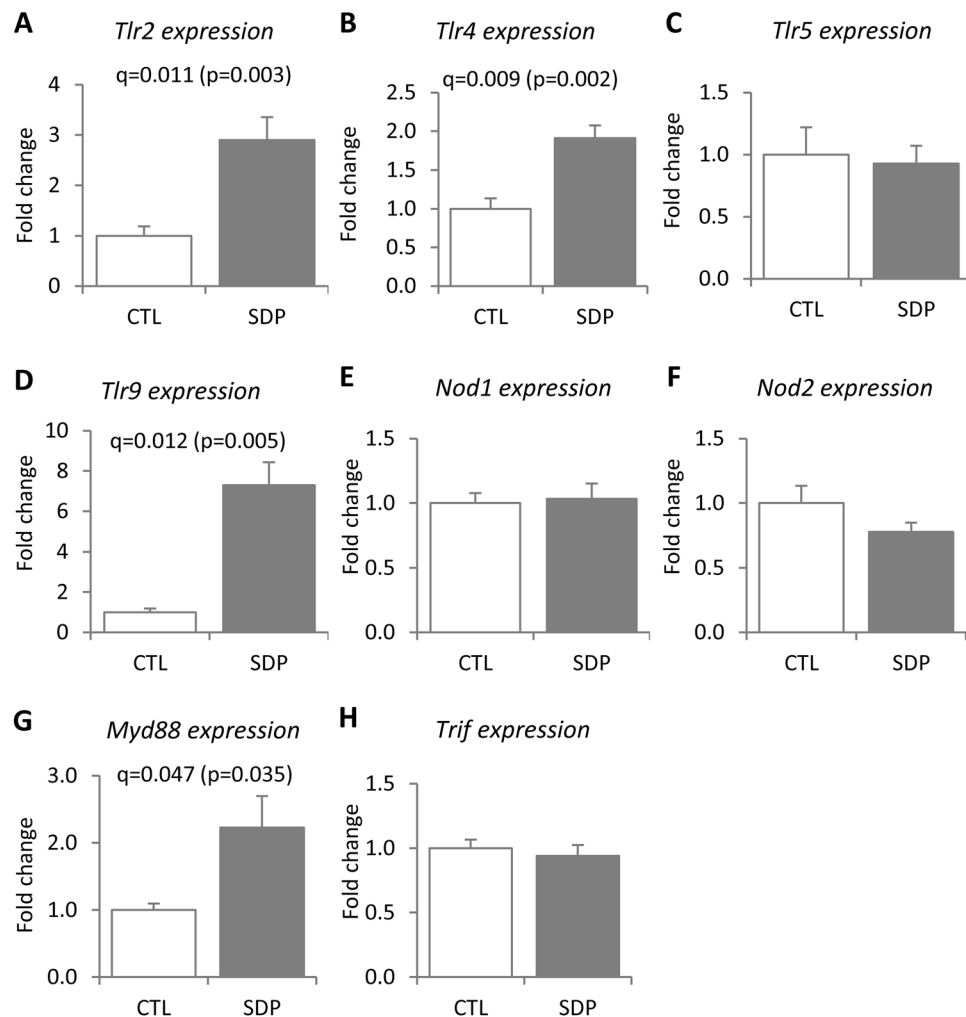 A
Tlr2 expression
q=0.011 (p=0.003)
Fold change
4
3
2
1
0
CTL SDP
B
Tlr4 expression
q=0.009 (p=0.002)
Fold change
2.5
2.0
1.5
1.0
0.5
0.0
CTL SDP
C
Tlr5 expression
Fold change
1.5
1.0
0.5
0.0
CTL SDP
D
Tlr9 expression
q=0.012 (p=0.005)
Fold change
10
8
6
4
2
0
CTL SDP
E
Nod1 expression
Fold change
1.5
1.0
0.5
0.0
CTL SDP
F
Nod2 expression
Fold change
1.5
1.0
0.5
0.0
CTL SDP
G
Myd88 expression
q=0.047 (p=0.035)
Fold change
3.0
2.0
1.0
0.0
CTL SDP
H
Trif expression
Fold change
1.5
1.0
0.5
0.0
CTL SDP